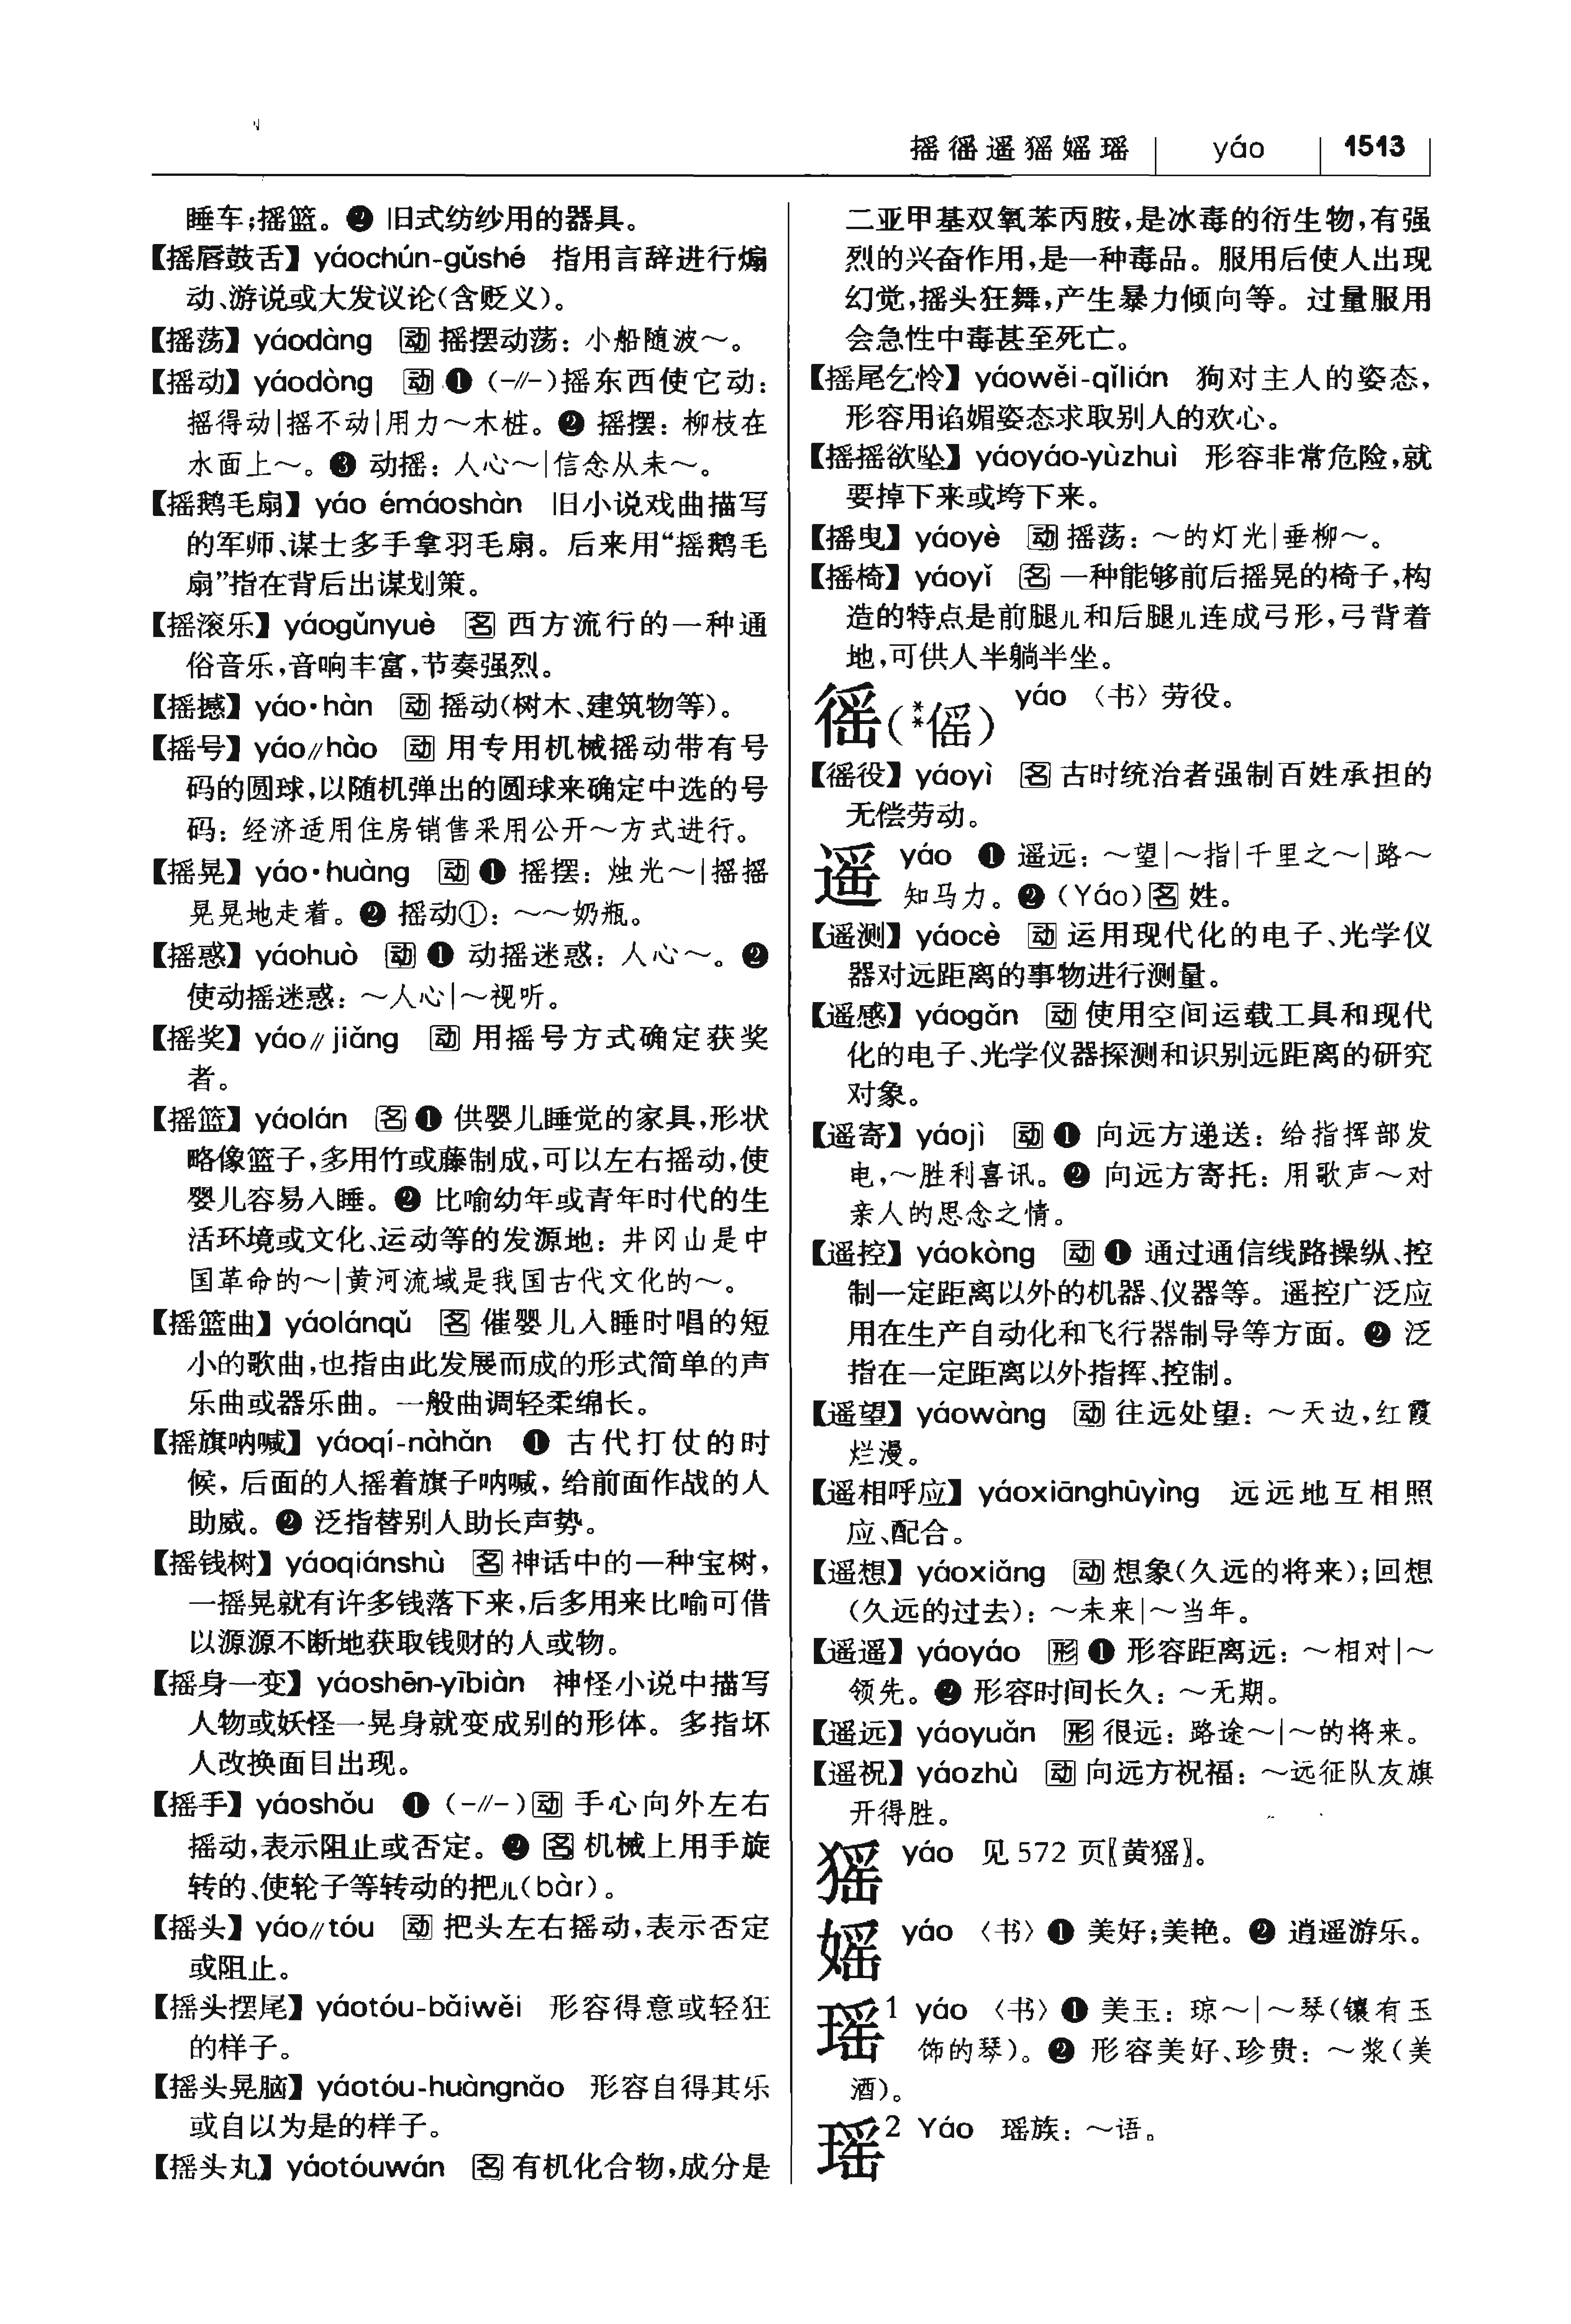 摇徭遥猺媱瑶 yáo 1513
睡车;摇篮。❷ 旧式纺纱用的器具。
【摇唇鼓舌】yáochún-gǔshé 指用言辞进行煽
动、游说或大发议论(含贬义)。
【摇荡】yáodàng 动 摇摆动荡：小船随波～。
【摇动】yáodòng 动 ❶ (-//-)摇东西使它动：
摇得动|摇不动|用力～木桩。❷ 摇摆：柳枝在
水面上～。❸ 动摇：人心～|信念从未～。
【摇鹅毛扇】yáo émáoshàn 旧小说戏曲描写
的军师、谋士多手拿羽毛扇。后来用“摇鹅毛
扇”指在背后出谋划策。
【摇滚乐】yáogǔnyuè 名 西方流行的一种通
俗音乐,音响丰富,节奏强烈。
【摇撼】yáo·hàn 动 摇动(树木、建筑物等)。
【摇号】yáo//hào 动 用专用机械摇动带有号
码的圆球,以随机弹出的圆球来确定中选的号
码：经济适用住房销售采用公开～方式进行。
【摇晃】yáo·huàng 动 ❶ 摇摆：烛光～|摇摇
晃晃地走着。❷ 摇动①：～～奶瓶。
【摇惑】yáohuò 动 ❶ 动摇迷惑：人心～。❷
使动摇迷惑：～人心|～视听。
【摇奖】yáo//jiǎng 动 用摇号方式确定获奖
者。
【摇篮】yáolán 名 ❶ 供婴儿睡觉的家具,形状
略像篮子,多用竹或藤制成,可以左右摇动,使
婴儿容易入睡。❷ 比喻幼年或青年时代的生
活环境或文化、运动等的发源地：井冈山是中
国革命的～|黄河流域是我国古代文化的～。
【摇篮曲】yáolánqǔ 名 催婴儿入睡时唱的短
小的歌曲,也指由此发展而成的形式简单的声
乐曲或器乐曲。一般曲调轻柔绵长。
【摇旗呐喊】yáoqí-nàhǎn ❶ 古代打仗的时
候,后面的人摇着旗子呐喊,给前面作战的人
助威。❷ 泛指替别人助长声势。
【摇钱树】yáoqiánshù 名 神话中的一种宝树,
一摇晃就有许多钱落下来,后多用来比喻可借
以源源不断地获取钱财的人或物。
【摇身一变】yáoshēn-yībiàn 神怪小说中描写
人物或妖怪一晃身就变成别的形体。多指坏
人改换面目出现。
【摇手】yáoshǒu ❶ (-//-)动 手心向外左右
摇动,表示阻止或否定。❷ 名 机械上用手旋
转的、使轮子等转动的把儿(bàr)。
【摇头】yáo//tóu 动 把头左右摇动,表示否定
或阻止。
【摇头摆尾】yáotóu-bǎiwěi 形容得意或轻狂
的样子。
【摇头晃脑】yáotóu-huàngnǎo 形容自得其乐
或自以为是的样子。
【摇头丸】yáotóuwán 名 有机化合物,成分是
二亚甲基双氧苯丙胺,是冰毒的衍生物,有强
烈的兴奋作用,是一种毒品。服用后使人出现
幻觉,摇头狂舞,产生暴力倾向等。过量服用
会急性中毒甚至死亡。
【摇尾乞怜】yáowěi-qǐlián 狗对主人的姿态,
形容用谄媚姿态求取别人的欢心。
【摇摇欲坠】yáoyáo-yùzhuì 形容非常危险,就
要掉下来或垮下来。
【摇曳】yáoyè 动 摇荡：～的灯光|垂柳～。
【摇椅】yáoyǐ 名 一种能够前后摇晃的椅子,构
造的特点是前腿儿和后腿儿连成弓形,弓背着
地,可供人半躺半坐。
徭(**傜) yáo 〈书〉劳役。
【徭役】yáoyì 名 古时统治者强制百姓承担的
无偿劳动。
遥 yáo ❶ 遥远：～望|～指|千里之～|路～
知马力。❷ (Yáo)名 姓。
【遥测】yáocè 动 运用现代化的电子、光学仪
器对远距离的事物进行测量。
【遥感】yáogǎn 动 使用空间运载工具和现代
化的电子、光学仪器探测和识别远距离的研究
对象。
【遥寄】yáojì 动 ❶ 向远方递送：给指挥部发
电,～胜利喜讯。❷ 向远方寄托：用歌声～对
亲人的思念之情。
【遥控】yáokòng 动 ❶ 通过通信线路操纵、控
制一定距离以外的机器、仪器等。遥控广泛应
用在生产自动化和飞行器制导等方面。❷ 泛
指在一定距离以外指挥、控制。
【遥望】yáowàng 动 往远处望：～天边,红霞
烂漫。
【遥相呼应】yáoxiānghūyìng 远远地互相照
应、配合。
【遥想】yáoxiǎng 动 想象(久远的将来);回想
(久远的过去)：～未来|～当年。
【遥遥】yáoyáo 形 ❶ 形容距离远：～相对|～
领先。❷ 形容时间长久：～无期。
【遥远】yáoyuǎn 形 很远：路途～|～的将来。
【遥祝】yáozhù 动 向远方祝福：～远征队友旗
开得胜。
猺 yáo 见 572 页〖黄猺〗。
媱 yáo 〈书〉❶ 美好;美艳。❷ 逍遥游乐。
瑶1 yáo 〈书〉❶ 美玉：琼～|～琴(镶有玉
饰的琴)。❷ 形容美好、珍贵：～浆(美
酒)。
瑶2 Yáo 瑶族：～语。